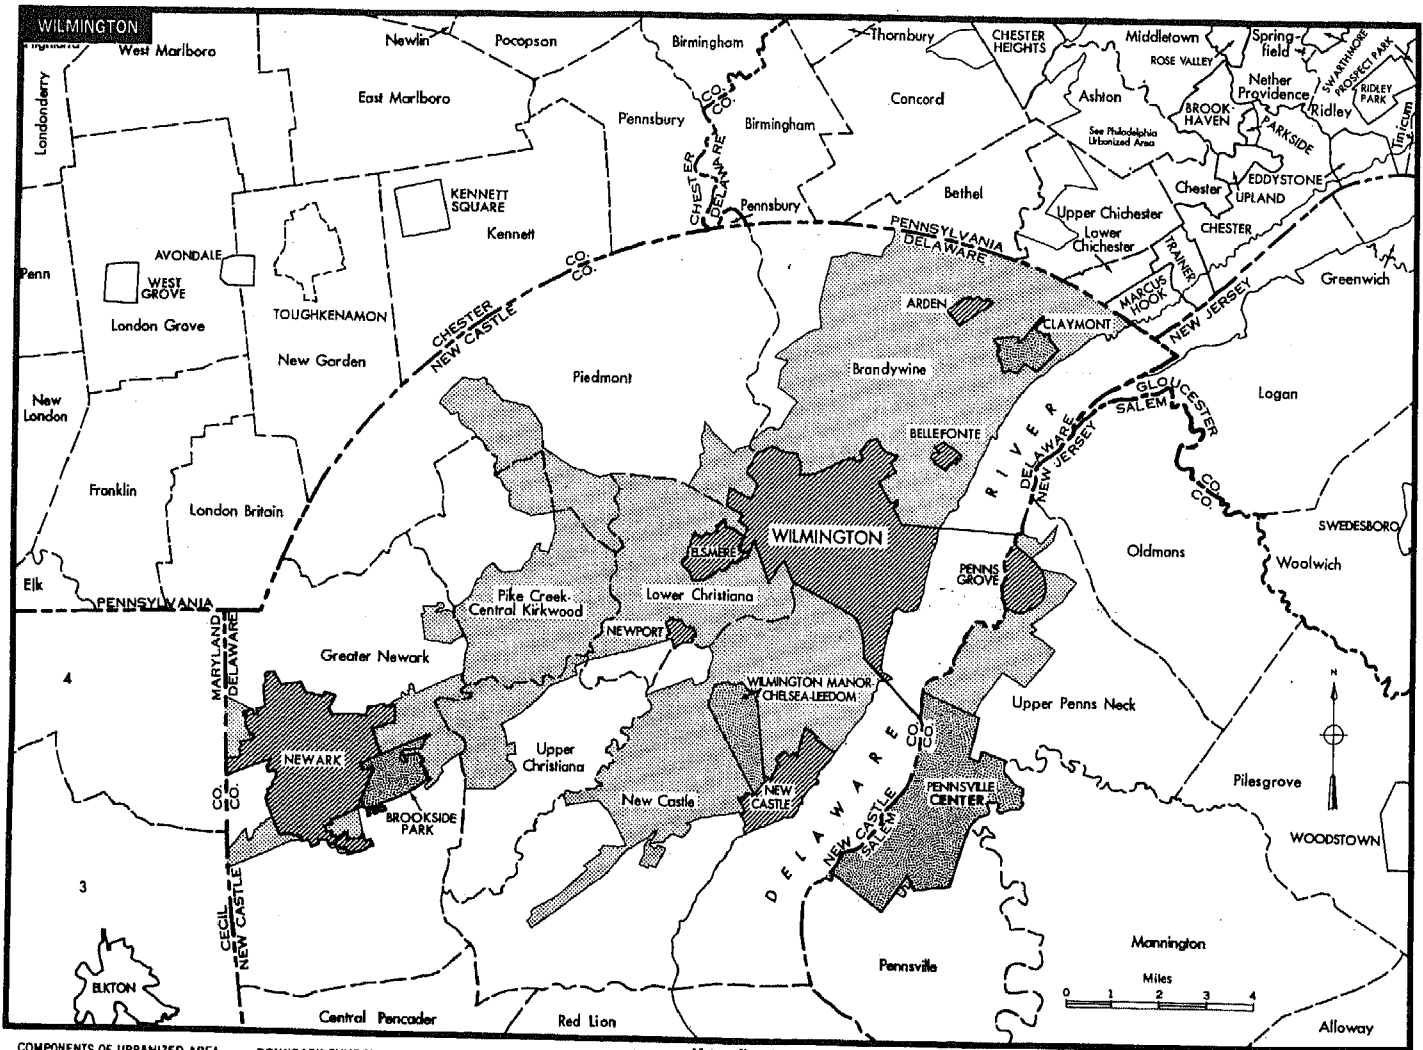 WILMINGTON
West Marlboro
Newlin
Pocopson
Birmingham
Thornbury
CHESTER
HEIGHTS
Middletown
ROSE VALLEY
Spring-
field
SWARTHMORE
PROSPECT PARK
Londonderry
East Marlboro
Pennsbury
CO.
CO.
Birmingham
Concord
Ashton
See Philadelphia
Urbanized Area
Nether
Providence
BROOK-
HAVEN
PARKSIDE
Ridley
RIDLEY
PARK
Tinicum
CHESTER
DELAWARE
KENNETT
SQUARE
Kennett
Pennsbury
Bethel
Upper Chichester
Lower
Chichester
Chester
EDDYSTONE
UPLAND
CHESTER
TRAINER
MARCUS
HOOK
PENNSYLVANIA
DELAWARE
Penn
AVONDALE
WEST
GROVE
London Grove
TOUGHKENAMON
New Garden
CO.
CO.
CHESTER
NEW CASTLE
ARDEN
CLAYMONT
NEW JERSEY
Greenwich
New
London
Piedmont
Brandywine
BELLEFONTE
RIVER
GLOUCESTER
SALEM
Logan
DELAWARE
NEW JERSEY
CO.
CO.
Franklin
London Britain
WILMINGTON
ELSMERE
Oldmans
SWEDESBORO
Woolwich
Elk
PENNSYLVANIA
MARYLAND
DELAWARE
Pike Creek-
Central Kirkwood
Lower Christiana
NEWPORT
PENNS
GROVE
Greater Newark
4
WILMINGTON MANOR-
CHELSEA-LEEDOM
Upper Penns Neck
N
NEWARK
Upper
Christiana
New Castle
NEW
CASTLE
CO.
CO.
CO.
CO.
DELAWARE
PENNSVILLE
CENTER
Pilesgrove
BROOKSIDE
PARK
NEW CASTLE
SALEM
WOODSTOWN
3
CECIL
NEW CASTLE
ELKTON
Pennsville
Mannington
Miles
0 1 2 3 4
Central Pencader
Red Lion
Alloway
COMPONENTS OF URBANIZED AREA